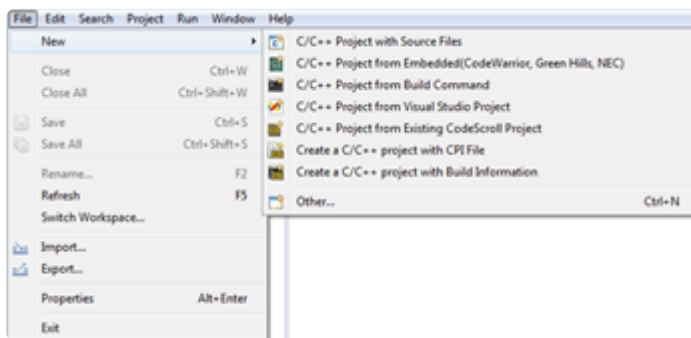 File Edit Search Project Run Window Help
New
Close Ctrl+W
Close All Ctrl+Shift+W
Save Ctrl+S
Save All Ctrl+Shift+S
Rename... F2
Refresh F5
Switch Workspace...
Import...
Export...
Properties Alt+Enter
Exit
C/C++ Project with Source Files
C/C++ Project from Embedded(CodeWarrior, Green Hills, NEC)
C/C++ Project from Build Command
C/C++ Project from Visual Studio Project
C/C++ Project from Existing CodeScroll Project
Create a C/C++ project with CPI File
Create a C/C++ project with Build Information
Other... Ctrl+N